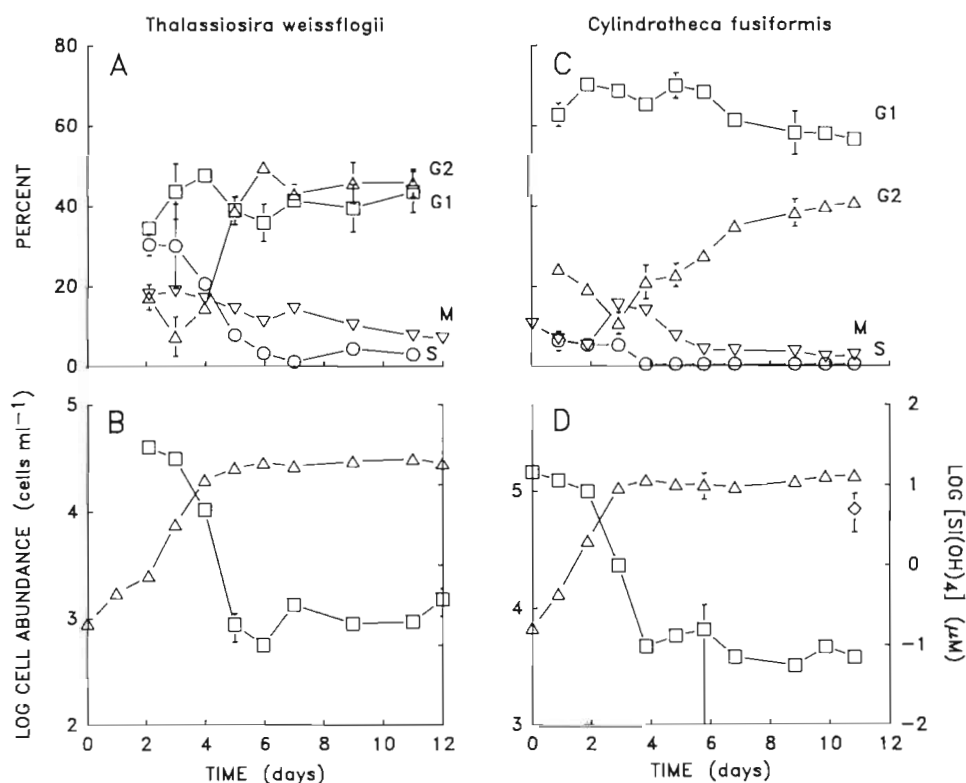 Thalassiosira weissflogii
Cylindrotheca fusiformis
A
C
80
60
40
20
0
PERCENT
G2
G1
M
S
G1
G2
M
S
B
D
5
4
3
2
LOG CELL ABUNDANCE (cells ml−1)
5
4
3
2
1
0
−1
−2
LOG [SI(OH)4] (µM)
0 2 4 6 8 10 12
0 2 4 6 8 10 12
TIME (days)
TIME (days)